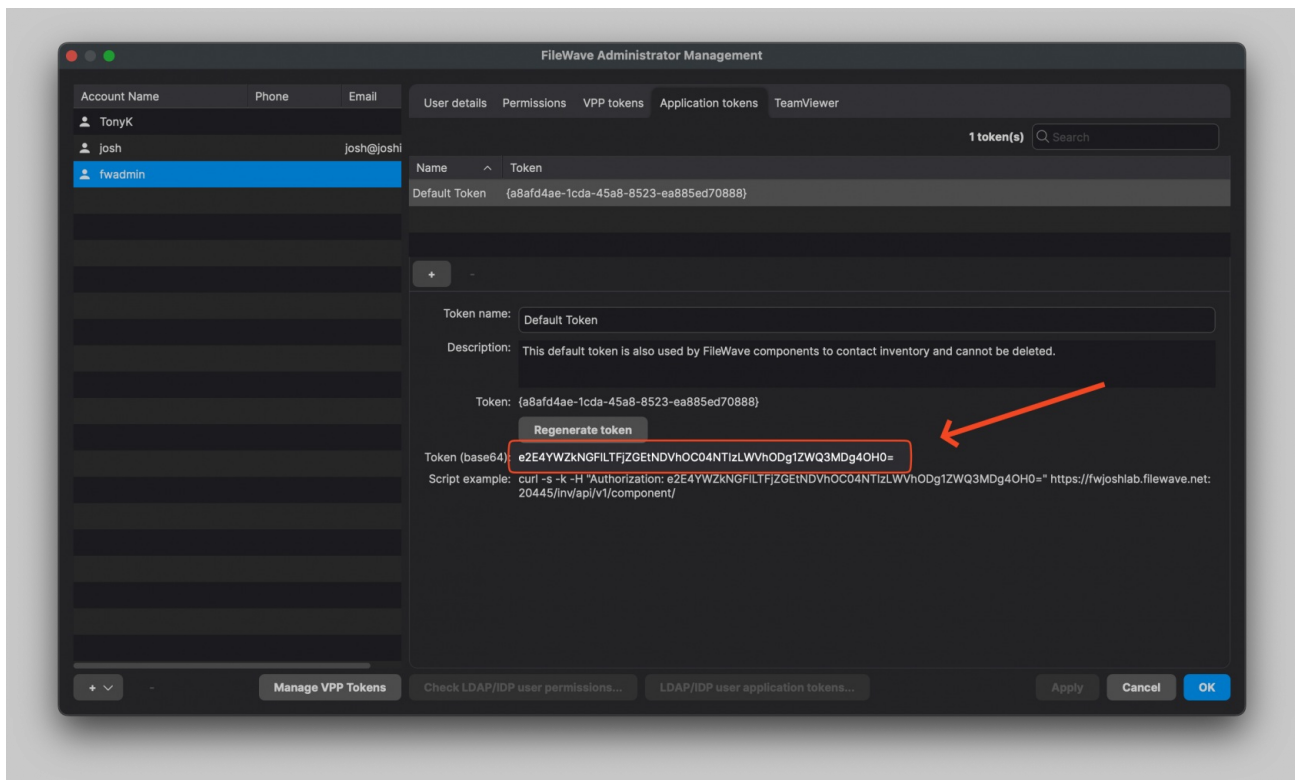 FileWave Administrator Management
Account Name Phone Email
TonyK
josh josh@joshi
fwadmin
User details Permissions VPP tokens Application tokens TeamViewer
1 token(s) Search
Name Token
Default Token {a8afd4ae-1cda-45a8-8523-ea885ed70888}
+ -
Token name: Default Token
Description: This default token is also used by FileWave components to contact inventory and cannot be deleted.
Token: {a8afd4ae-1cda-45a8-8523-ea885ed70888}
Regenerate token
Token (base64): e2E4YWZkNGFlLTFjZGEtNDVhOC04NTIzLWVhODg1ZWQ3MDg4OH0=
Script example: curl -s -k -H "Authorization: e2E4YWZkNGFlLTFjZGEtNDVhOC04NTIzLWVhODg1ZWQ3MDg4OH0=" https://fwjoshlab.filewave.net:
20445/inv/api/v1/component/
+ - Manage VPP Tokens Check LDAP/IDP user permissions... LDAP/IDP user application tokens... Apply Cancel OK